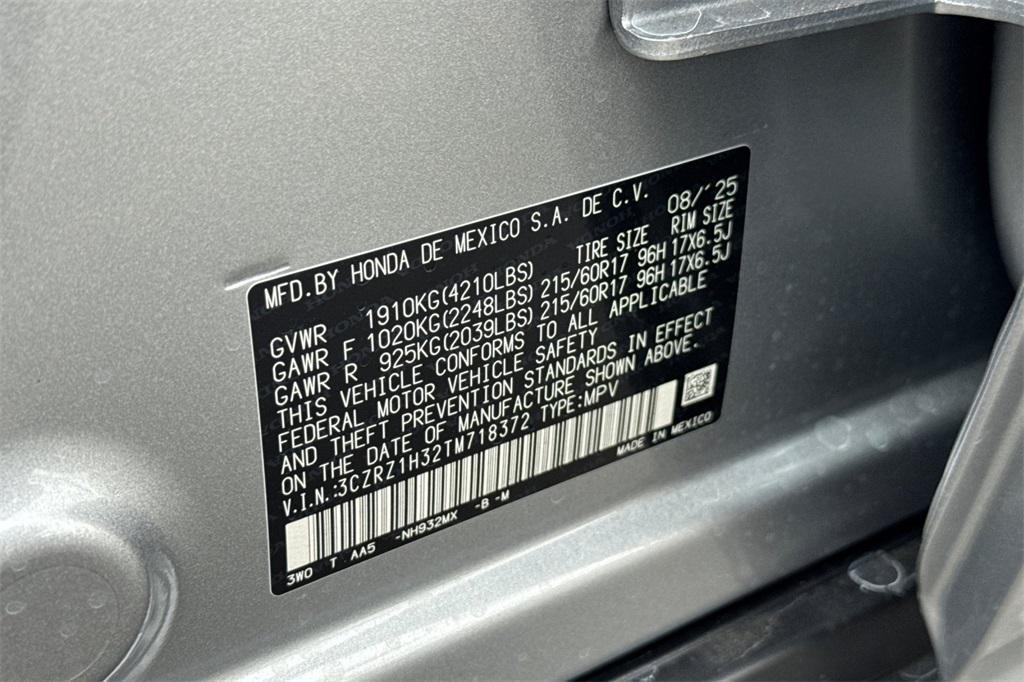 MFD.BY HONDA DE MEXICO S.A. DE C.V. 08/'25
TIRE SIZE RIM SIZE
GVWR 1910KG(4210LBS)
GAWR F 1020KG(2248LBS) 215/60R17 96H 17X6.5J
GAWR R 925KG(2039LBS) 215/60R17 96H 17X6.5J
THIS VEHICLE CONFORMS TO ALL APPLICABLE
FEDERAL MOTOR VEHICLE SAFETY
AND THEFT PREVENTION STANDARDS IN EFFECT
ON THE DATE OF MANUFACTURE SHOWN ABOVE.
V.I.N.:3CZRZ1H32TM718372 TYPE:MPV
MADE IN MEXICO
3WO T AA5 -NH932MX -B -M